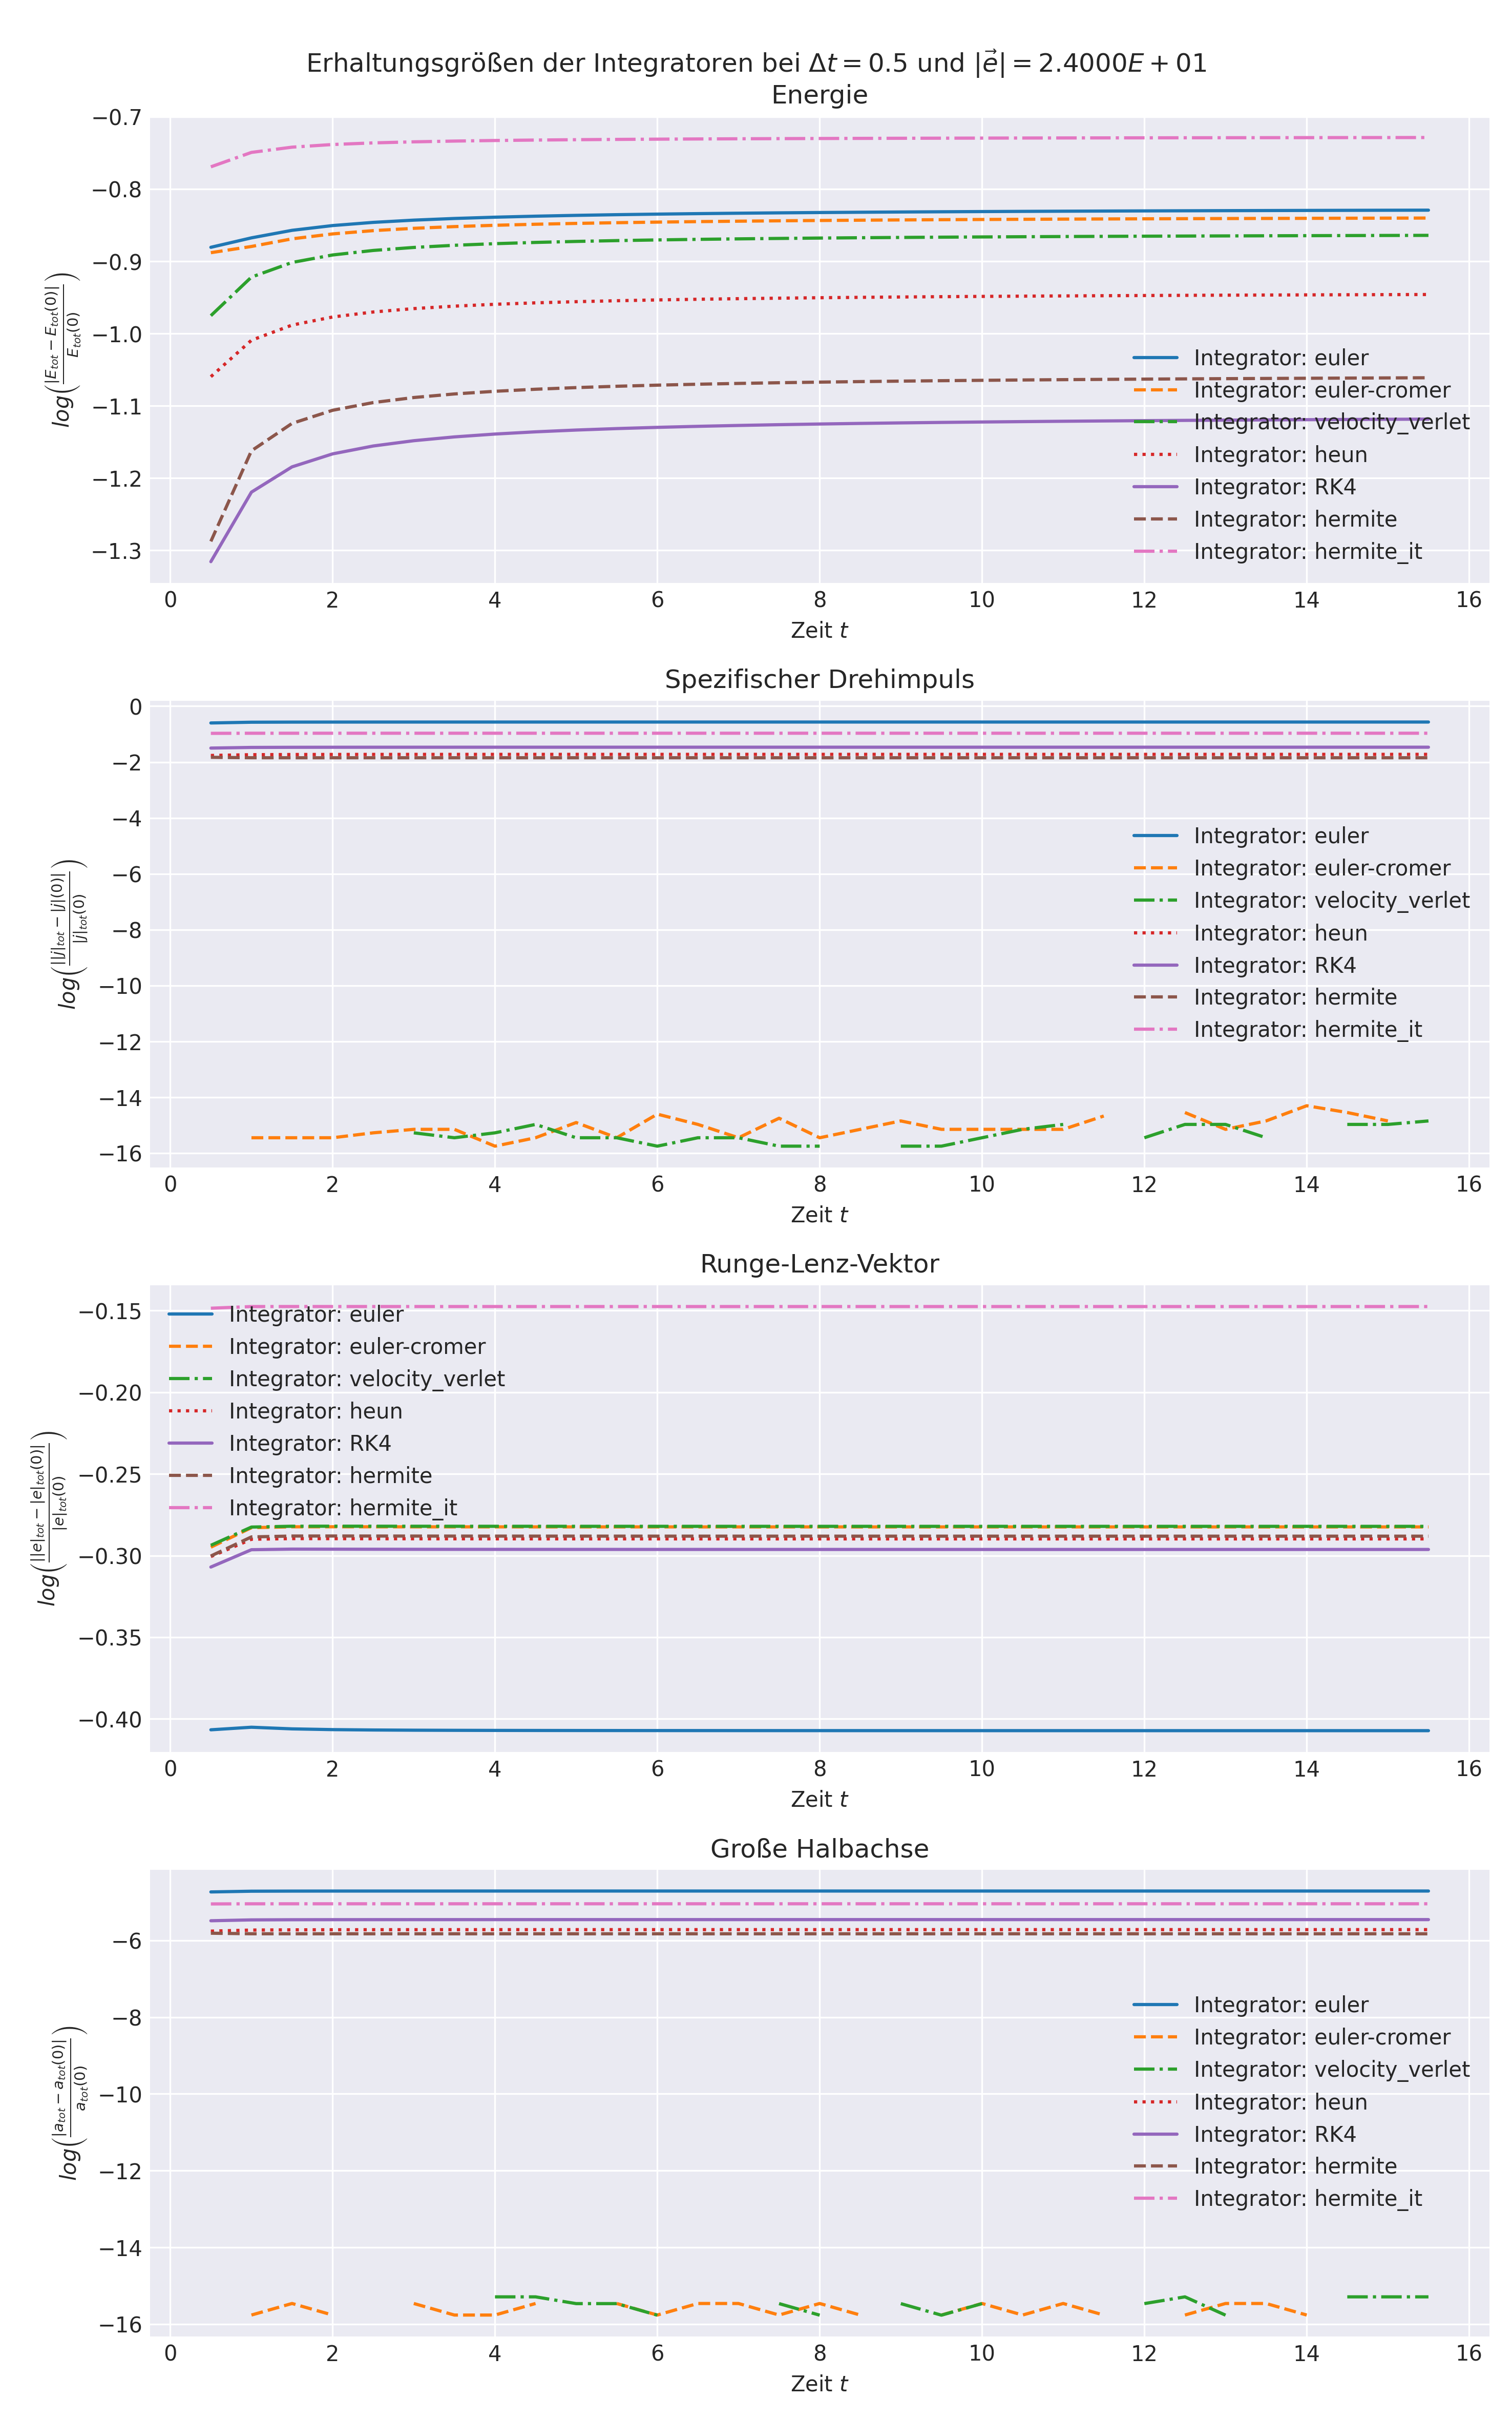 Erhaltungsgrößen der Integratoren bei Δt = 0.5 und |e⃗| = 2.4000E + 01
Energie
−0.7
−0.8
−0.9
−1.0
−1.1
−1.2
−1.3
log(|E_tot − E_tot(0)| / E_tot(0))
Integrator: euler
Integrator: euler-cromer
Integrator: velocity_verlet
Integrator: heun
Integrator: RK4
Integrator: hermite
Integrator: hermite_it
0 2 4 6 8 10 12 14 16
Zeit t
Spezifischer Drehimpuls
0
−2
−4
−6
−8
−10
−12
−14
−16
log(||j|_tot − |j|(0)| / |j|_tot(0))
Integrator: euler
Integrator: euler-cromer
Integrator: velocity_verlet
Integrator: heun
Integrator: RK4
Integrator: hermite
Integrator: hermite_it
0 2 4 6 8 10 12 14 16
Zeit t
Runge-Lenz-Vektor
−0.15
−0.20
−0.25
−0.30
−0.35
−0.40
log(||e|_tot − |e|_tot(0)| / |e|_tot(0))
Integrator: euler
Integrator: euler-cromer
Integrator: velocity_verlet
Integrator: heun
Integrator: RK4
Integrator: hermite
Integrator: hermite_it
0 2 4 6 8 10 12 14 16
Zeit t
Große Halbachse
−6
−8
−10
−12
−14
−16
log(|a_tot − a_tot(0)| / a_tot(0))
Integrator: euler
Integrator: euler-cromer
Integrator: velocity_verlet
Integrator: heun
Integrator: RK4
Integrator: hermite
Integrator: hermite_it
0 2 4 6 8 10 12 14 16
Zeit t